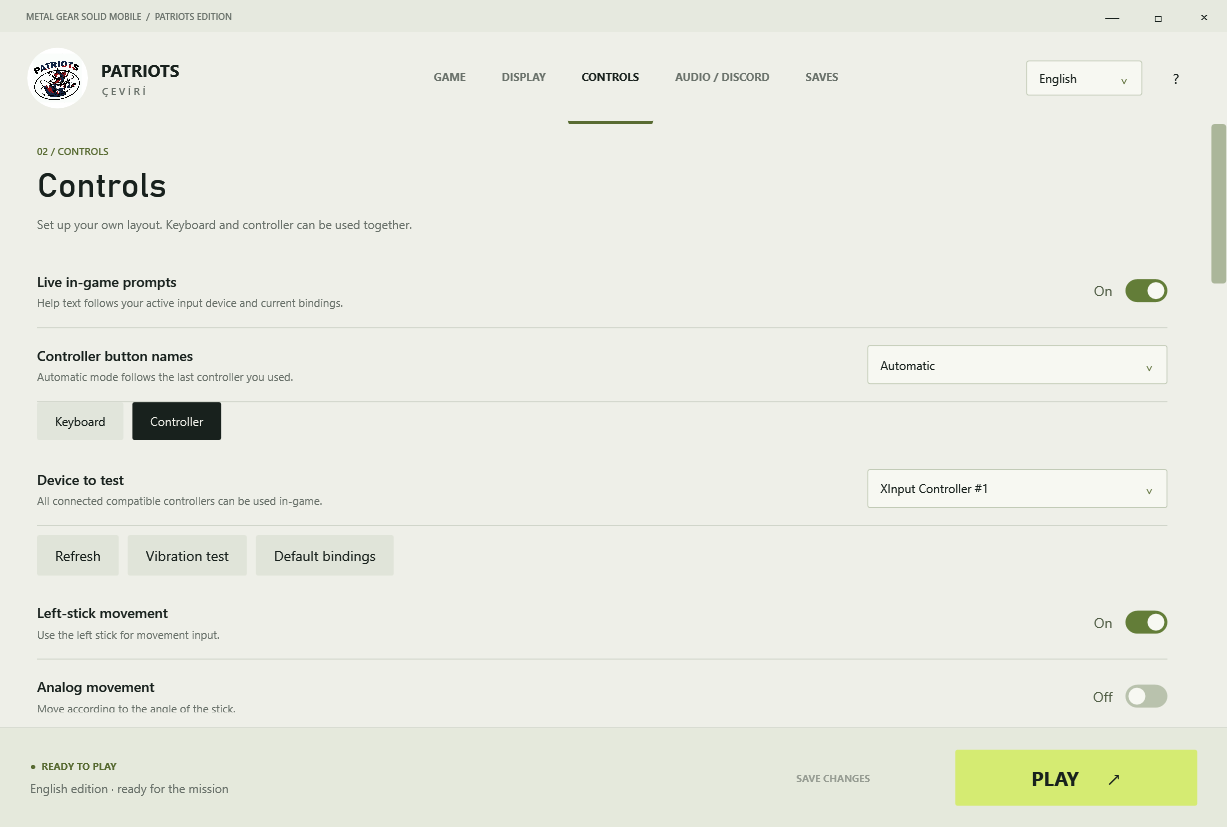 METAL GEAR SOLID MOBILE / PATRIOTS EDITION
PATRIOTS
PATRIOTS
ÇEVİRİ
GAME
DISPLAY
CONTROLS
AUDIO / DISCORD
SAVES
English
?
02 / CONTROLS
Controls
Set up your own layout. Keyboard and controller can be used together.
Live in-game prompts
On
Help text follows your active input device and current bindings.
Controller button names
Automatic
Automatic mode follows the last controller you used.
Keyboard
Controller
Device to test
XInput Controller #1
All connected compatible controllers can be used in-game.
Refresh
Vibration test
Default bindings
Left-stick movement
On
Use the left stick for movement input.
Analog movement
Off
Move according to the angle of the stick.
● READY TO PLAY
English edition · ready for the mission
SAVE CHANGES
PLAY ↗